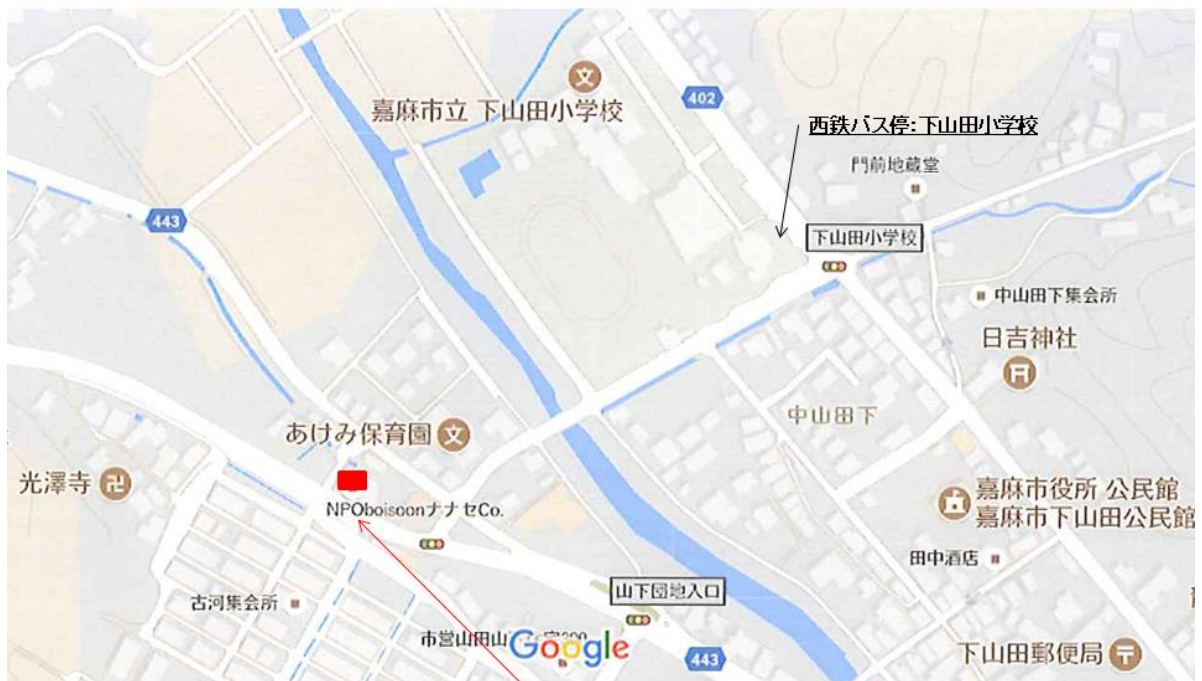 嘉麻市立 下山田小学校
402
西鉄バス停:下山田小学校
門前地蔵堂
443
下山田小学校
中山田下集会所
日吉神社
中山田下
あけみ保育園
光澤寺
NPOboisoonナナセCo.
嘉麻市役所 公民館
嘉麻市下山田公民館
田中酒店
山下団地入口
古河集会所
市営山田山
Google
443
下山田郵便局